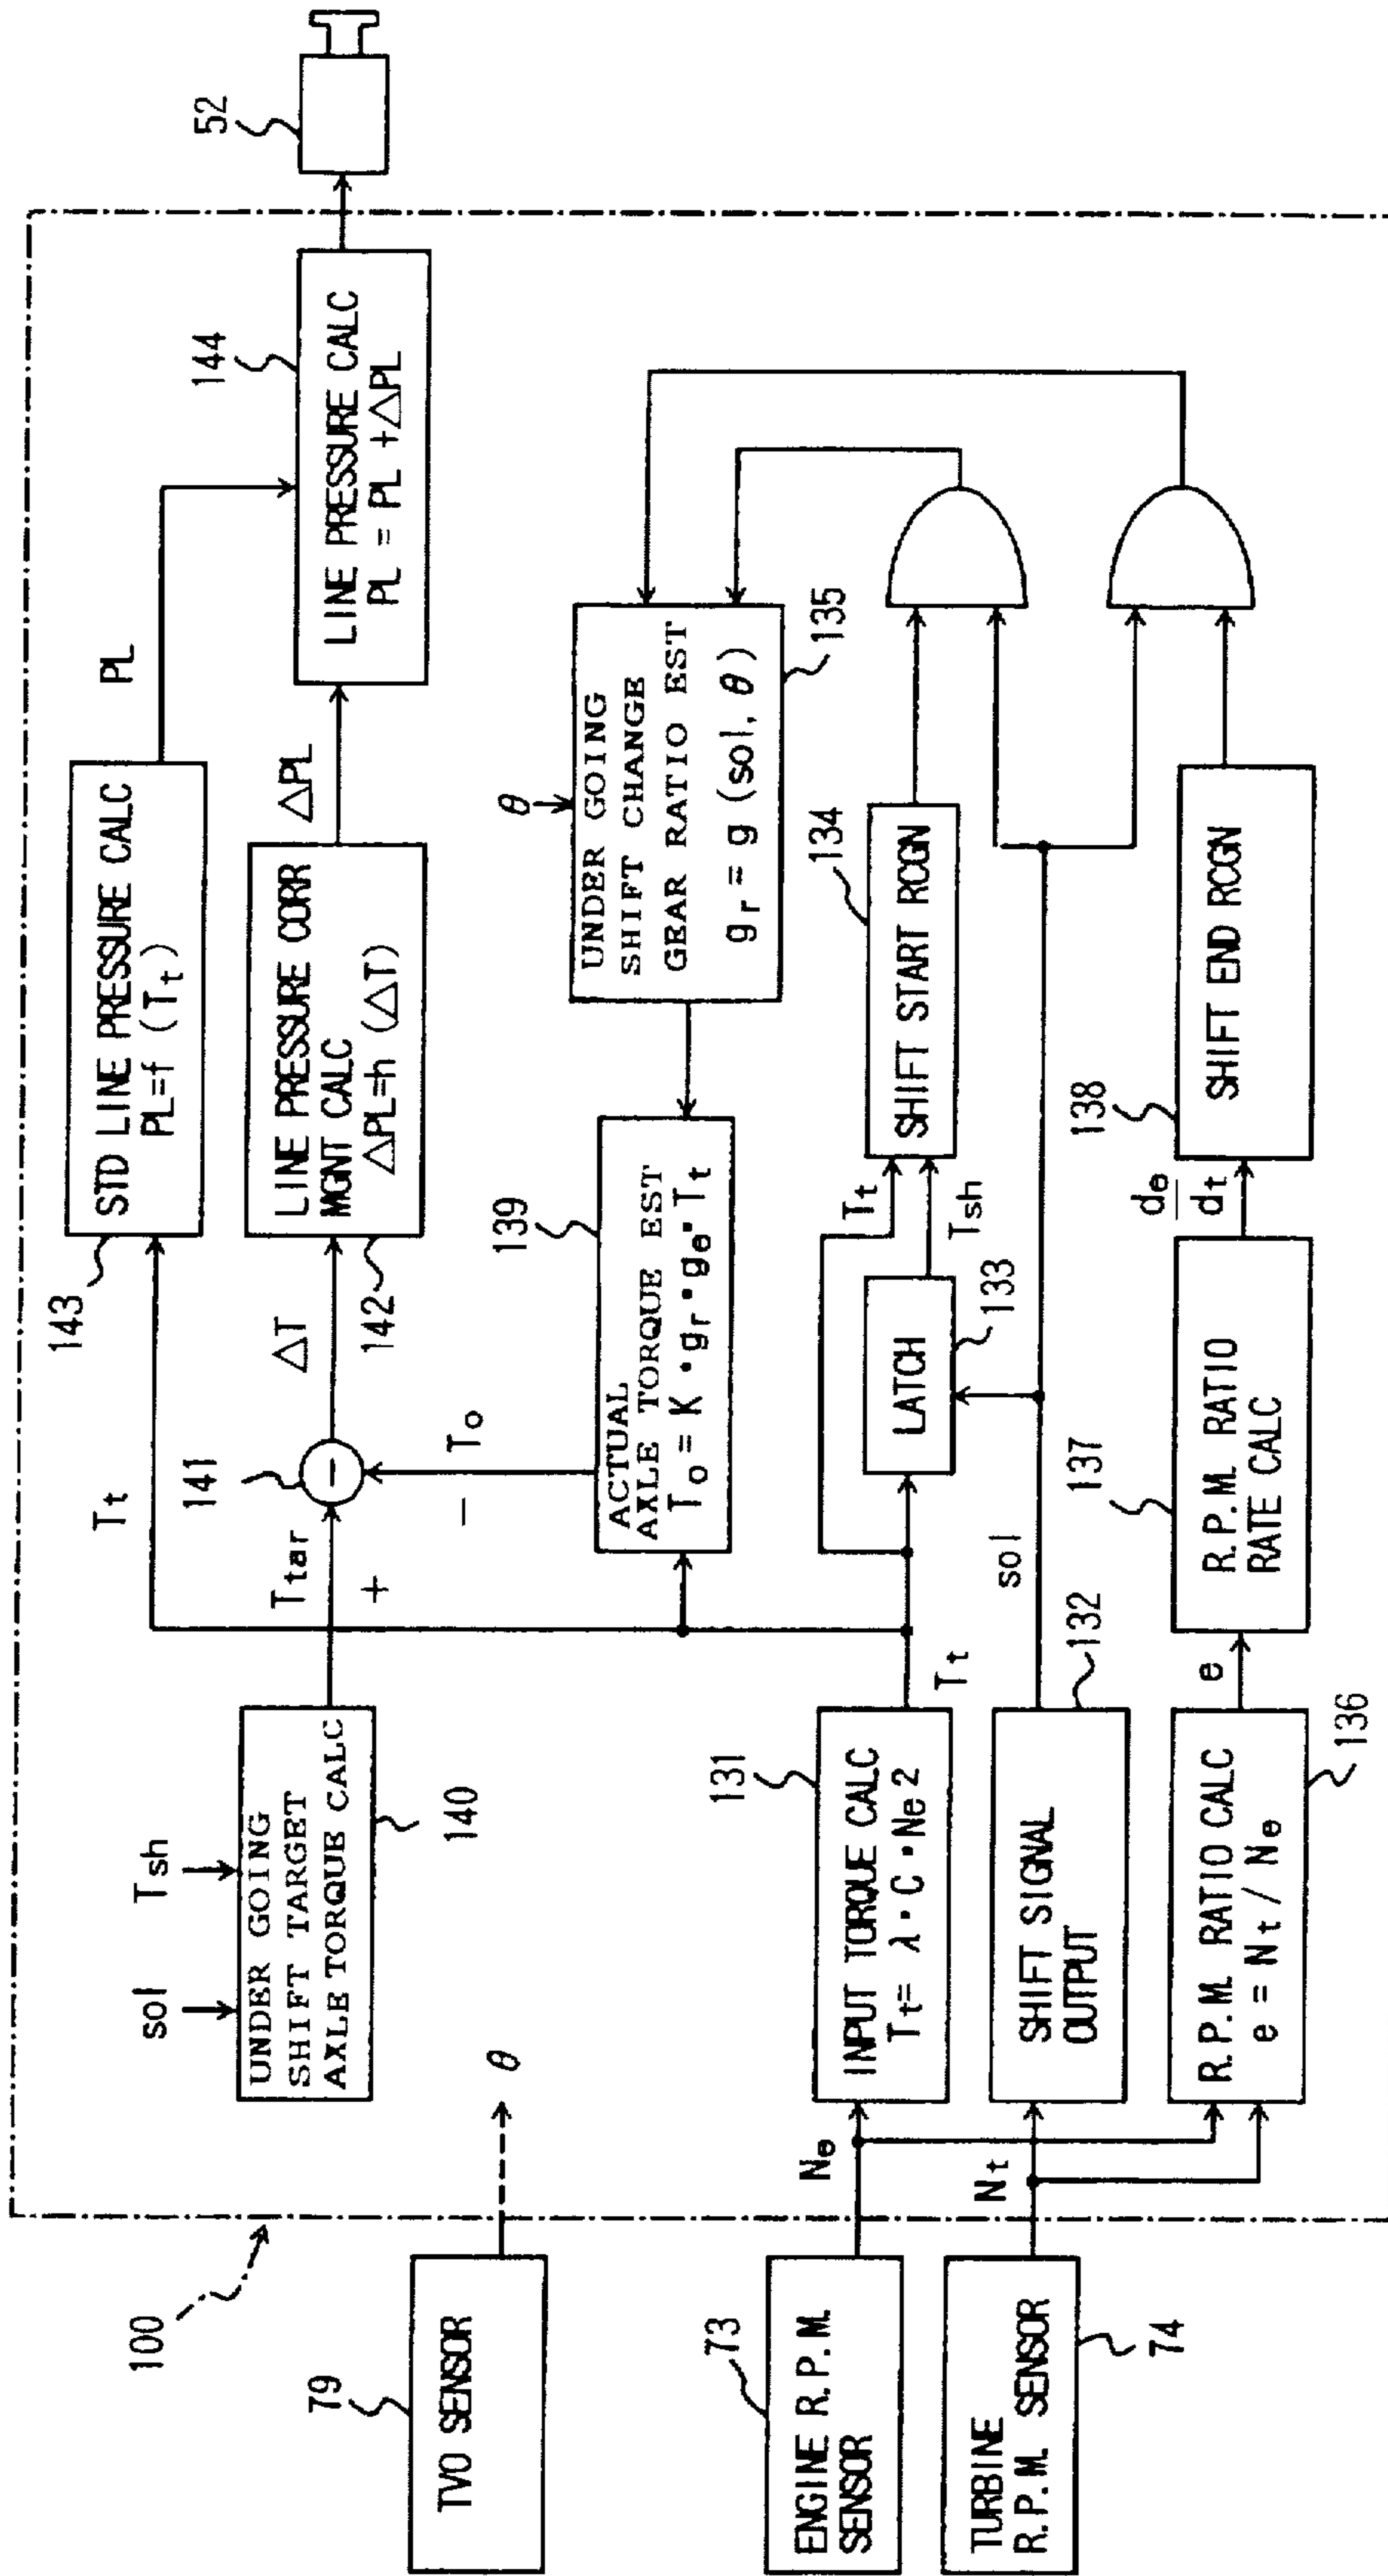 100
79
TVO SENSOR
θ
73
ENGINE R.P.M.
SENSOR
TURBINE
R.P.M. SENSOR
74
Ne
Nt
sol
Tsh
UNDER GOING
SHIFT TARGET
AXLE TORQUE CALC
140
Ttar
+
141
−
− To
ΔT
Tt
143
STD LINE PRESSURE CALC
PL=f (Tt)
PL
LINE PRESSURE CORR
MGNT CALC
ΔPL=h (ΔT)
142
ΔPL
144
LINE PRESSURE CALC
PL = PL +ΔPL
52
139
ACTUAL
AXLE TORQUE EST
To = K・gr・ge・Tt
θ
UNDER GOING
SHIFT CHANGE
GEAR RATIO EST
gr = g (sol, θ)
135
131
INPUT TORQUE CALC
Tt= λ・C・Ne2
Tt
LATCH
133
Tt
Tsh
134
SHIFT START RCGN
SHIFT SIGNAL
OUTPUT
132
sol
R.P.M. RATIO CALC
e = Nt / Ne
136
e
137
R.P.M. RATIO
RATE CALC
de
dt
138
SHIFT END RCGN